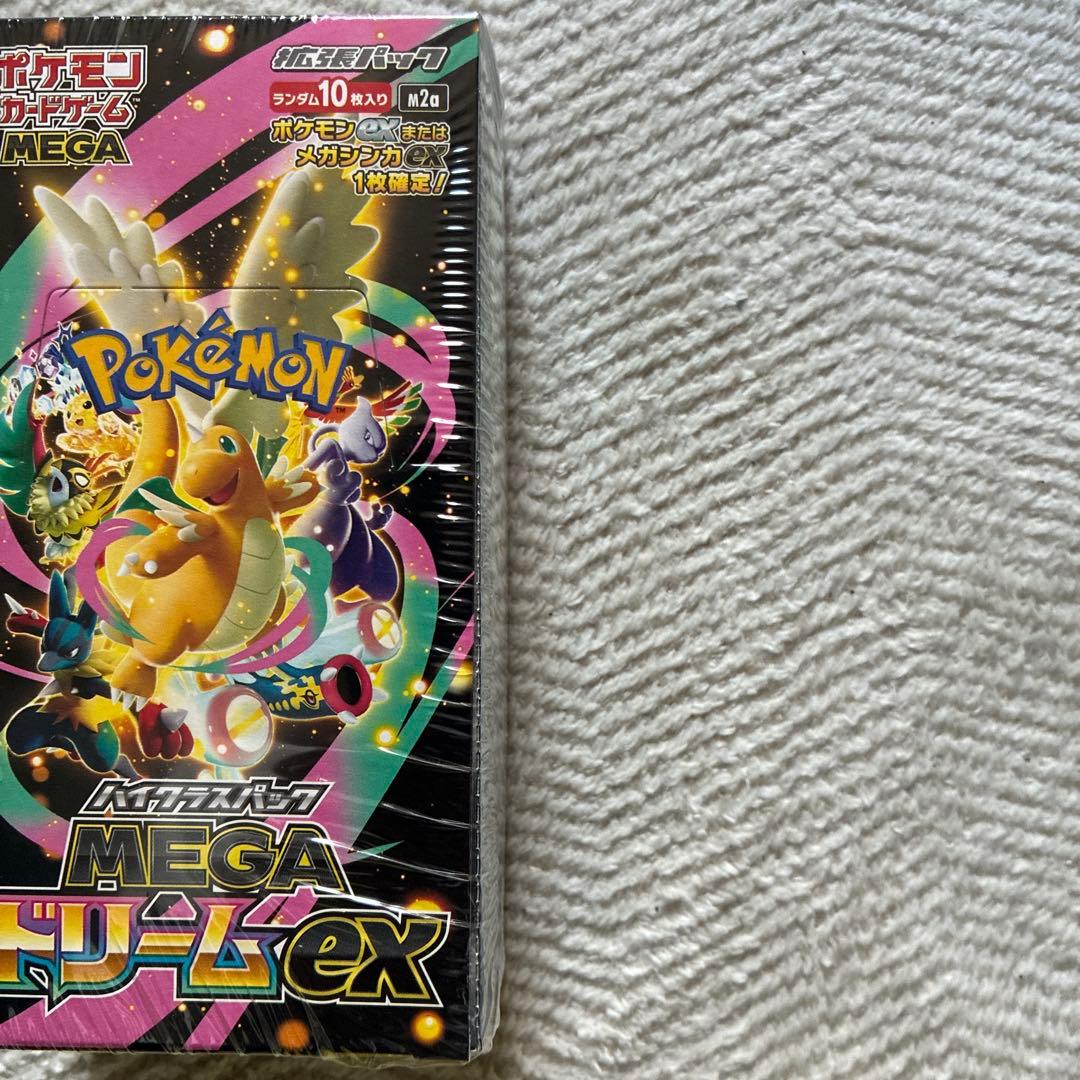 ポケモン
カードゲーム™
MEGA
拡張パック
ランダム10枚入り M2a
ポケモンexまたは
メガシンカex
1枚確定!
POKéMON™
ハイクラスパック
MEGA
ドリームex